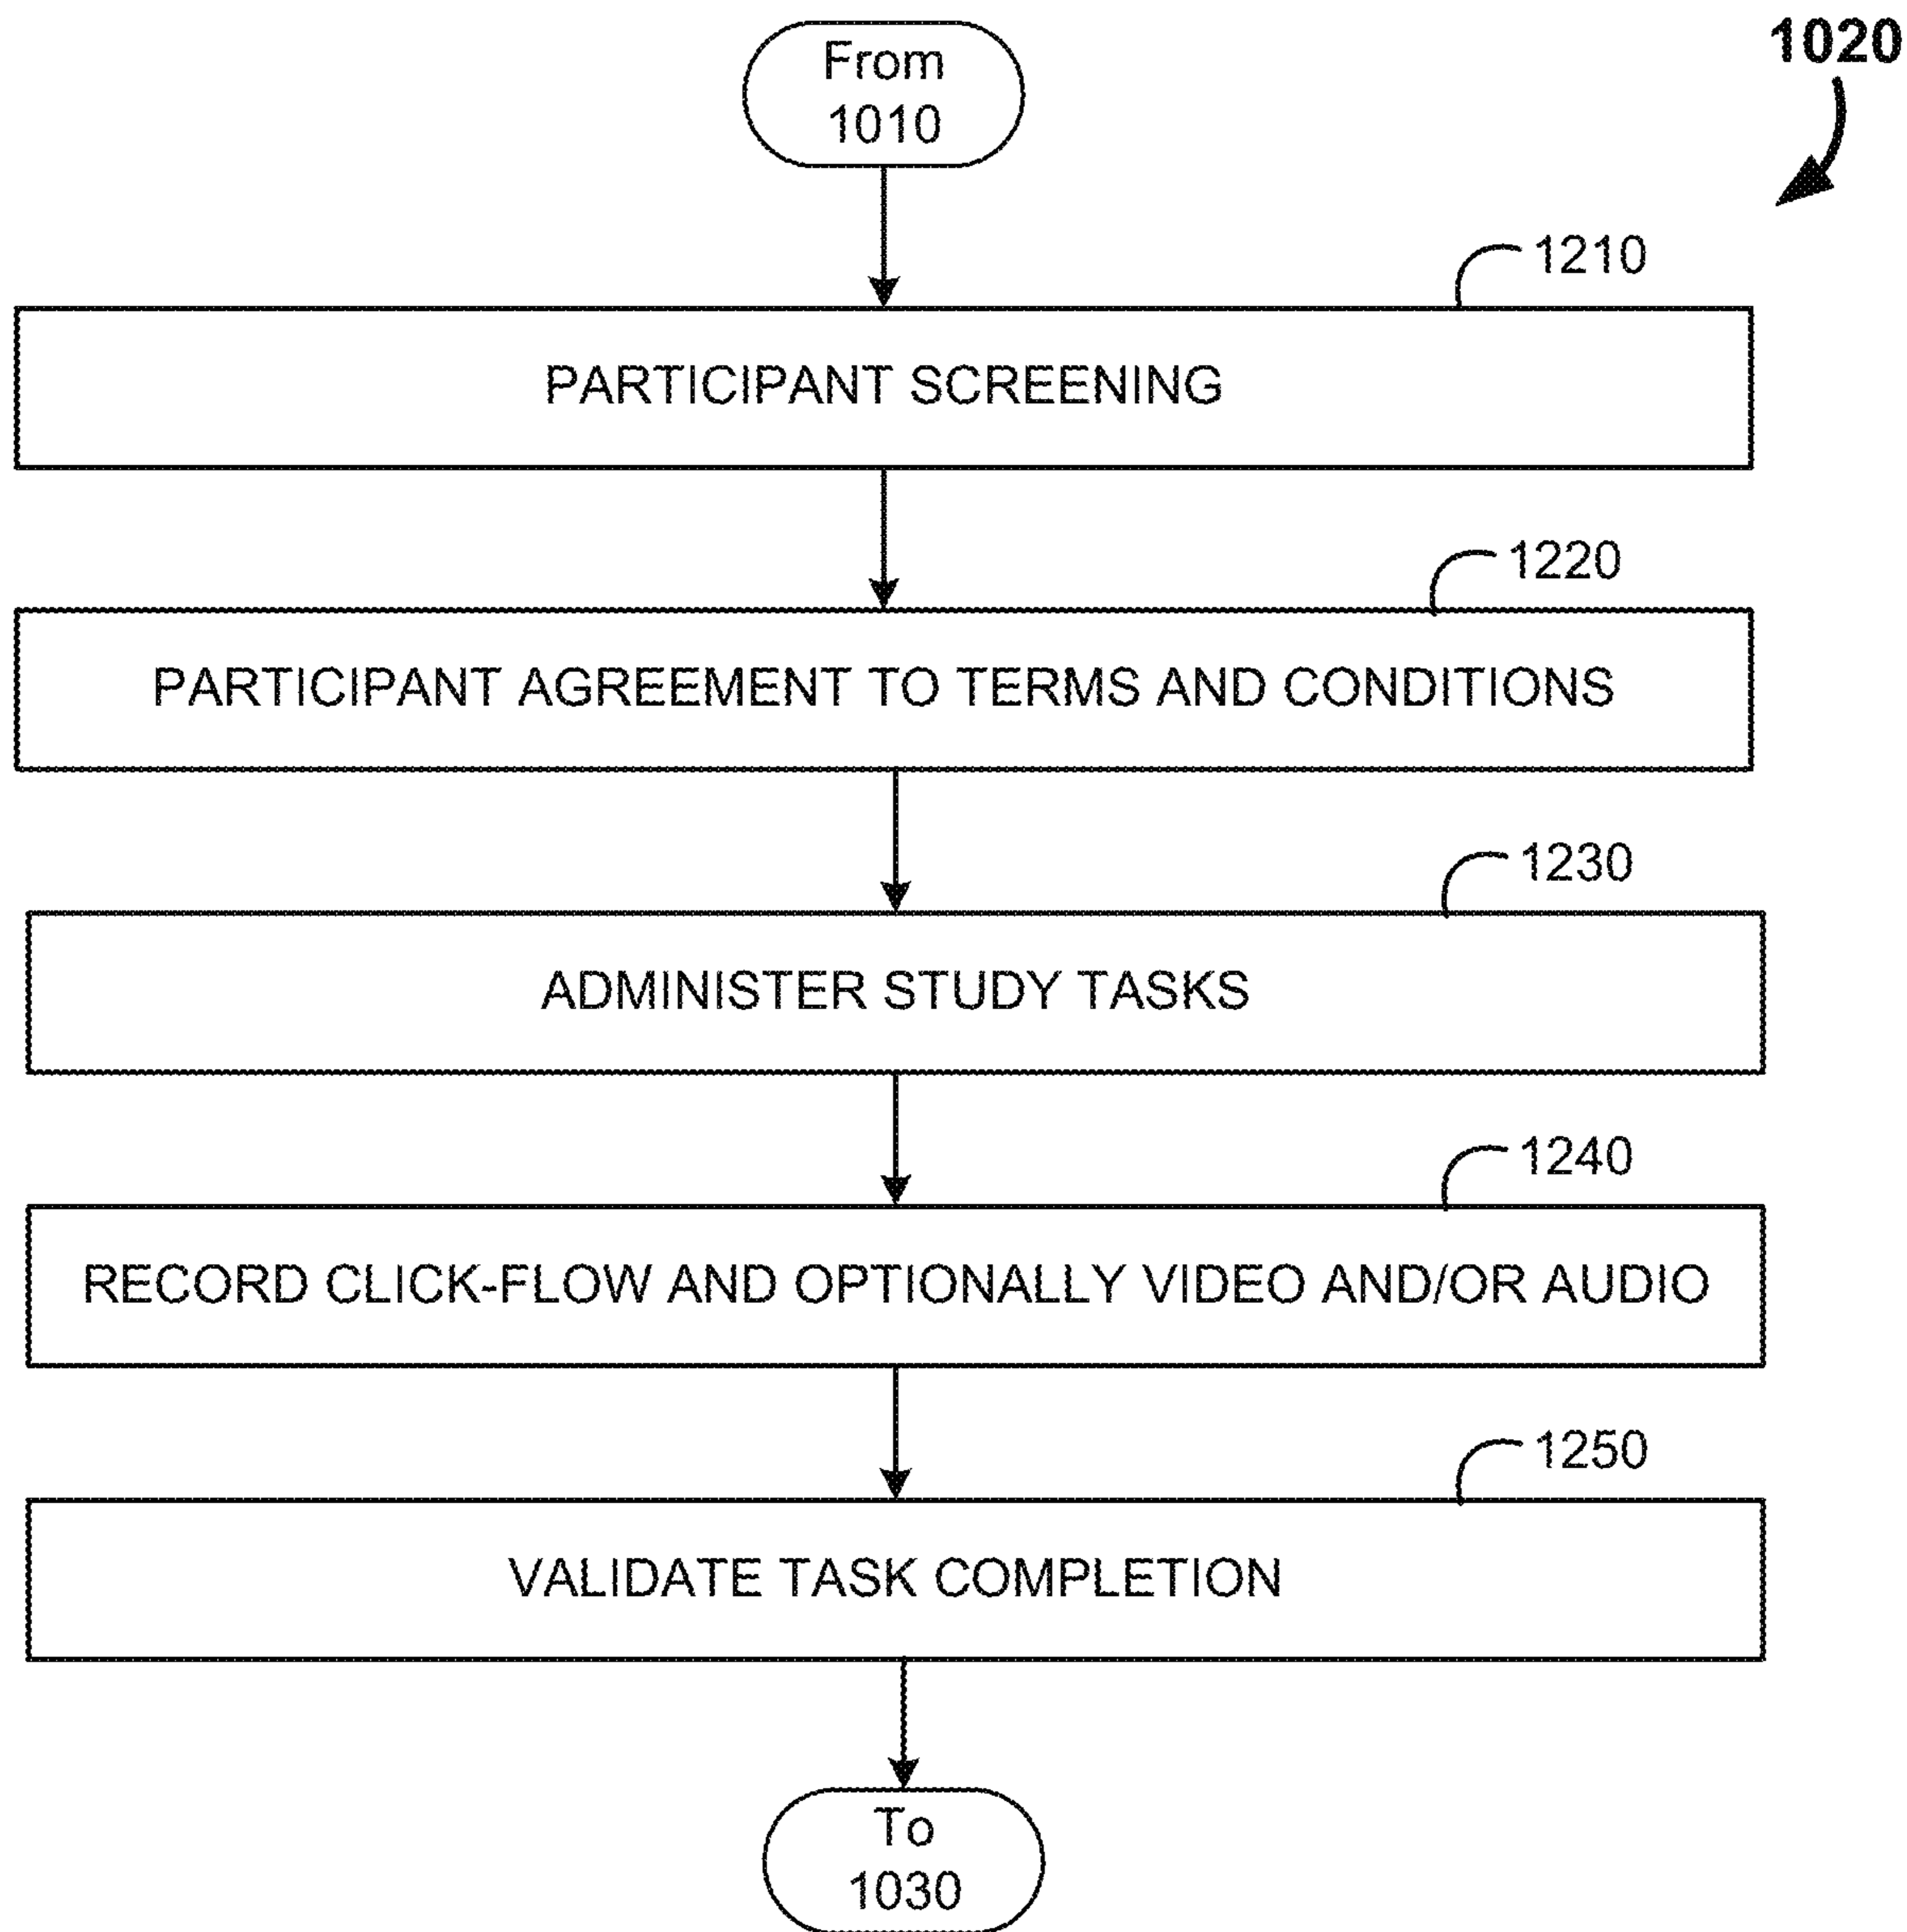 1020
From
1010
1210
PARTICIPANT SCREENING
1220
PARTICIPANT AGREEMENT TO TERMS AND CONDITIONS
1230
ADMINISTER STUDY TASKS
1240
RECORD CLICK-FLOW AND OPTIONALLY VIDEO AND/OR AUDIO
1250
VALIDATE TASK COMPLETION
To
1030